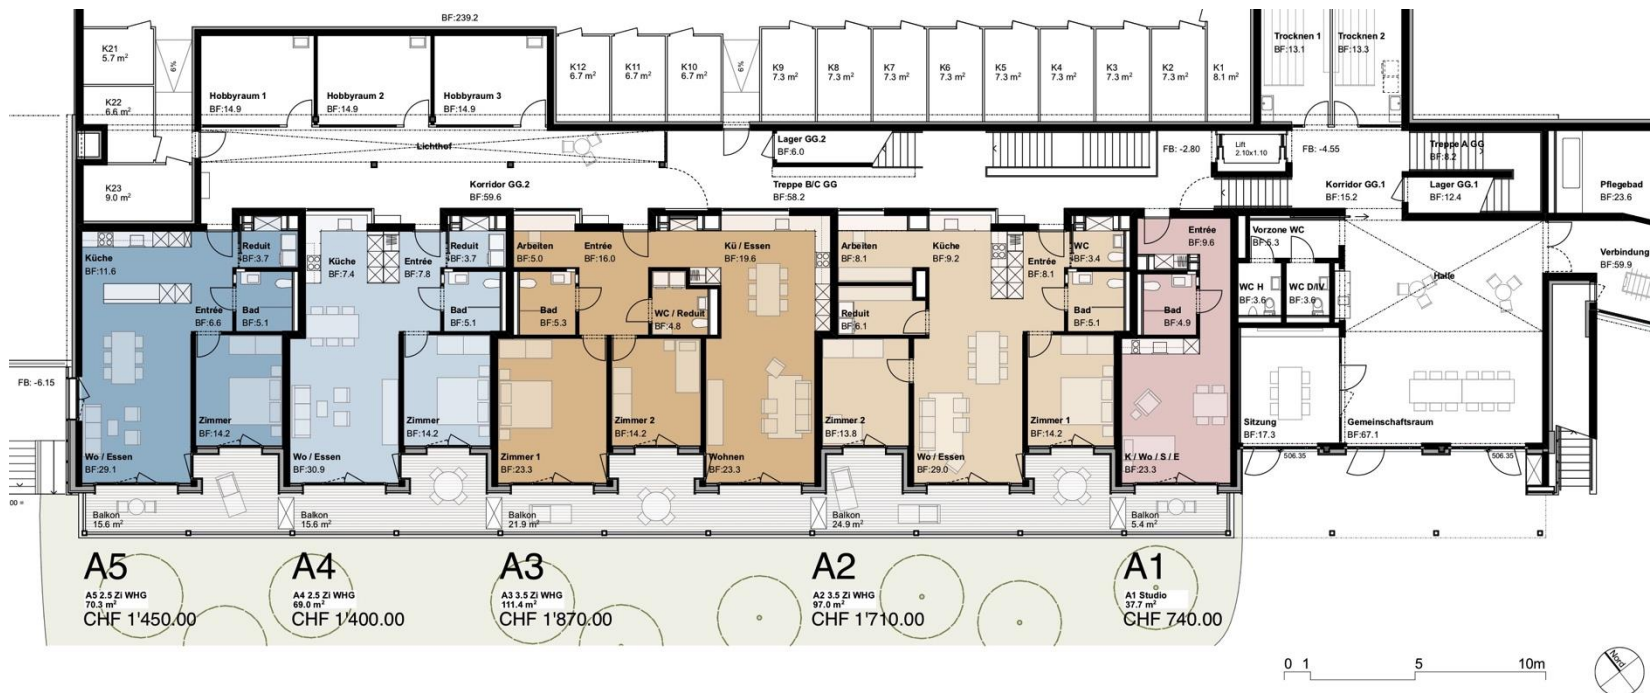 BF:239.2
K21
5.7 m²
6%
K22
6.6 m²
K23
9.0 m²
Hobbyraum 1
BF:14.9
Hobbyraum 2
BF:14.9
Hobbyraum 3
BF:14.9
K12
6.7 m²
K11
6.7 m²
K10
6.7 m²
6%
K9
7.3 m²
K8
7.3 m²
K7
7.3 m²
K6
7.3 m²
K5
7.3 m²
K4
7.3 m²
K3
7.3 m²
K2
7.3 m²
K1
8.1 m²
Trocknen 1
BF:13.1
Trocknen 2
BF:13.3
Lichthof
Lager GG.2
BF:6.0
FB: -2.80
Lift
2.10x1.10
FB: -4.55
Treppe A GG
BF:8.2
Korridor GG.2
BF:59.6
Treppe B/C GG
BF:58.2
Korridor GG.1
BF:15.2
Lager GG.1
BF:12.4
Pflegebad
BF:23.6
Küche
BF:11.6
Reduit
BF:3.7
Entrée
BF:6.6
Bad
BF:5.1
Zimmer
BF:14.2
Wo / Essen
BF:29.1
Küche
BF:7.4
Entrée
BF:7.8
Reduit
BF:3.7
Bad
BF:5.1
Zimmer
BF:14.2
Wo / Essen
BF:30.9
Arbeiten
BF:5.0
Entrée
BF:16.0
Kü / Essen
BF:19.6
Bad
BF:5.3
WC / Reduit
BF:4.8
Zimmer 1
BF:23.3
Zimmer 2
BF:14.2
Wohnen
BF:23.3
Arbeiten
BF:8.1
Küche
BF:9.2
Entrée
BF:8.1
WC
BF:3.4
Reduit
BF:6.1
Bad
BF:5.1
Zimmer 2
BF:13.8
Wo / Essen
BF:29.0
Zimmer 1
BF:14.2
Entrée
BF:9.6
Bad
BF:4.9
K / Wo / S / E
BF:23.3
Vorzone WC
BF:5.3
WC H
BF:3.6
WC D/IV
BF:3.6
Halle
Verbindung
BF:59.9
Sitzung
BF:17.3
Gemeinschaftsraum
BF:67.1
506.35
506.35
FB: -6.15
00 =
Balkon
15.6 m²
Balkon
15.6 m²
Balkon
21.9 m²
Balkon
24.9 m²
Balkon
5.4 m²
A5
A5 2.5 Zi WHG
70.3 m²
CHF 1'450.00
A4
A4 2.5 Zi WHG
69.0 m²
CHF 1'400.00
A3
A3 3.5 Zi WHG
111.4 m²
CHF 1'870.00
A2
A2 3.5 Zi WHG
97.0 m²
CHF 1'710.00
A1
A1 Studio
37.7 m²
CHF 740.00
0 1 5 10m
Nord